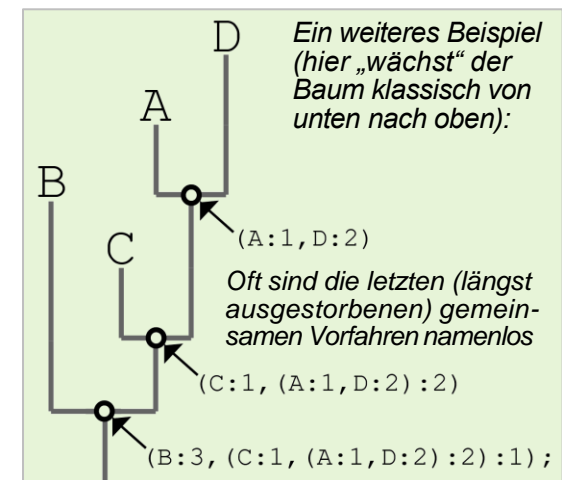 D
Ein weiteres Beispiel
(hier „wächst“ der
Baum klassisch von
unten nach oben):
A
B
(A:1,D:2)
C
Oft sind die letzten (längst
ausgestorbenen) gemein-
samen Vorfahren namenlos
(C:1,(A:1,D:2):2)
(B:3,(C:1,(A:1,D:2):2):1);